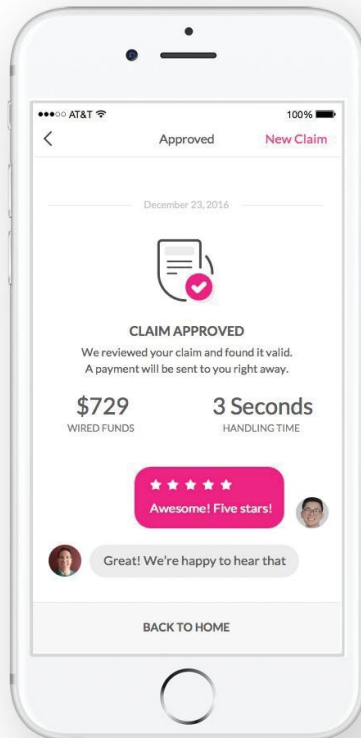 AT&T
100%
Approved
New Claim
December 23, 2016
CLAIM APPROVED
We reviewed your claim and found it valid.
A payment will be sent to you right away.
$729
3 Seconds
WIRED FUNDS
HANDLING TIME
Awesome! Five stars!
Great! We're happy to hear that
BACK TO HOME